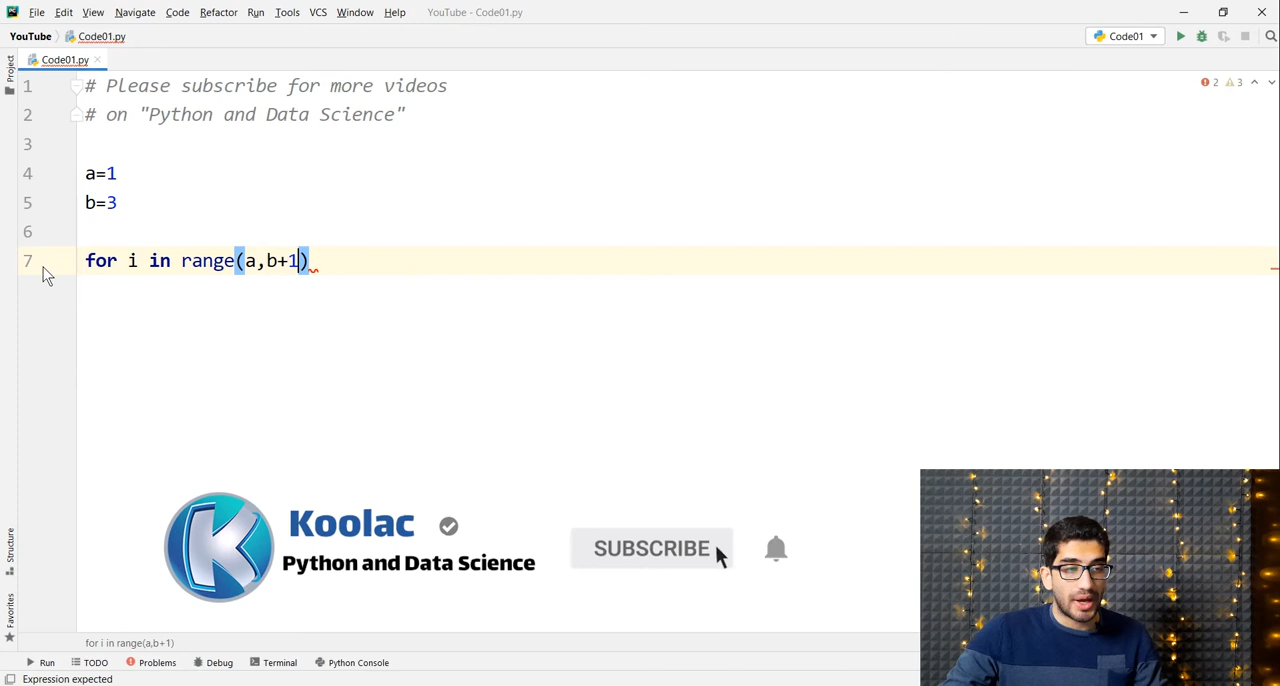 File Edit View Navigate Code Refactor Run Tools VCS Window Help YouTube - Code01.py
YouTube Code01.py Code01
Project
Code01.py
1 # Please subscribe for more videos
2 # on "Python and Data Science"
3
4 a=1
5 b=3
6
7 for i in range(a,b+1)
2 3
Koolac
Python and Data Science
SUBSCRIBE
Structure
Favorites
for i in range(a,b+1)
Run TODO Problems Debug Terminal Python Console
Expression expected